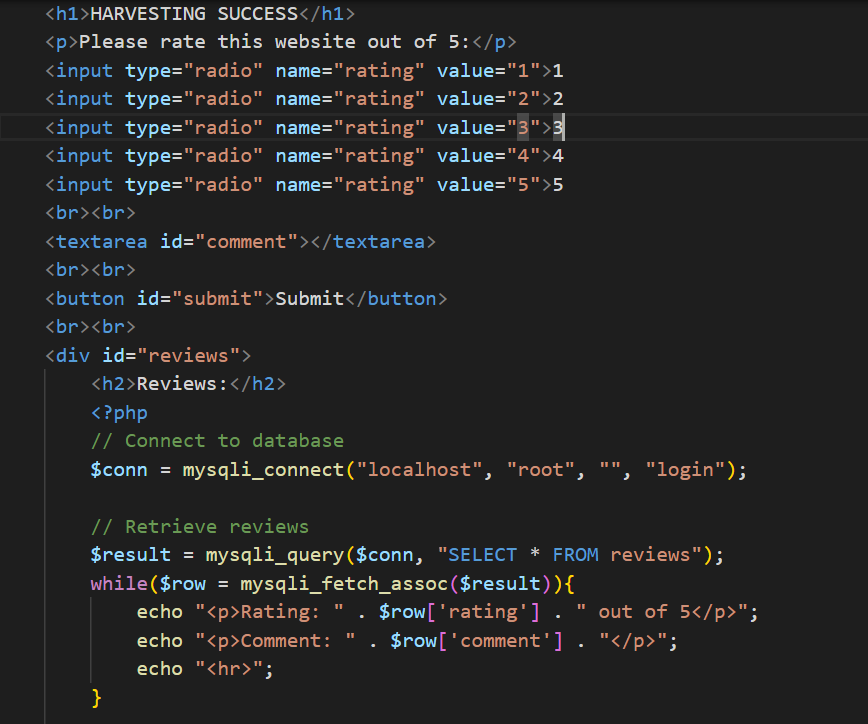 <h1>HARVESTING SUCCESS</h1>
<p>Please rate this website out of 5:</p>
<input type="radio" name="rating" value="1">1
<input type="radio" name="rating" value="2">2
<input type="radio" name="rating" value="3">3
<input type="radio" name="rating" value="4">4
<input type="radio" name="rating" value="5">5
<br><br>
<textarea id="comment"></textarea>
<br><br>
<button id="submit">Submit</button>
<br><br>
<div id="reviews">
<h2>Reviews:</h2>
<?php
// Connect to database
$conn = mysqli_connect("localhost", "root", "", "login");
// Retrieve reviews
$result = mysqli_query($conn, "SELECT * FROM reviews");
while($row = mysqli_fetch_assoc($result)){
echo "<p>Rating: " . $row['rating'] . " out of 5</p>";
echo "<p>Comment: " . $row['comment'] . "</p>";
echo "<hr>";
}